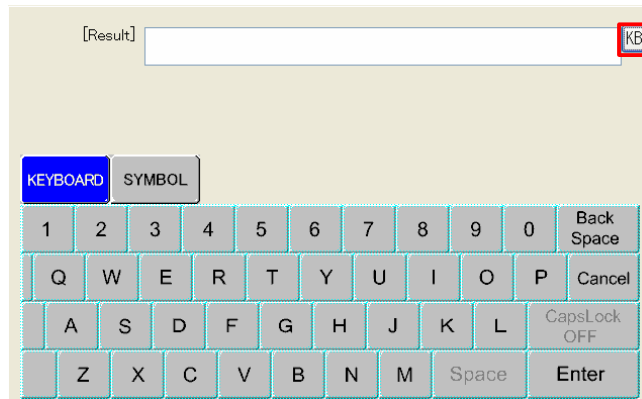 [Result] KB
KEYBOARD SYMBOL
1 2 3 4 5 6 7 8 9 0 Back Space
Q W E R T Y U I O P Cancel
A S D F G H J K L CapsLock OFF
Z X C V B N M Space Enter